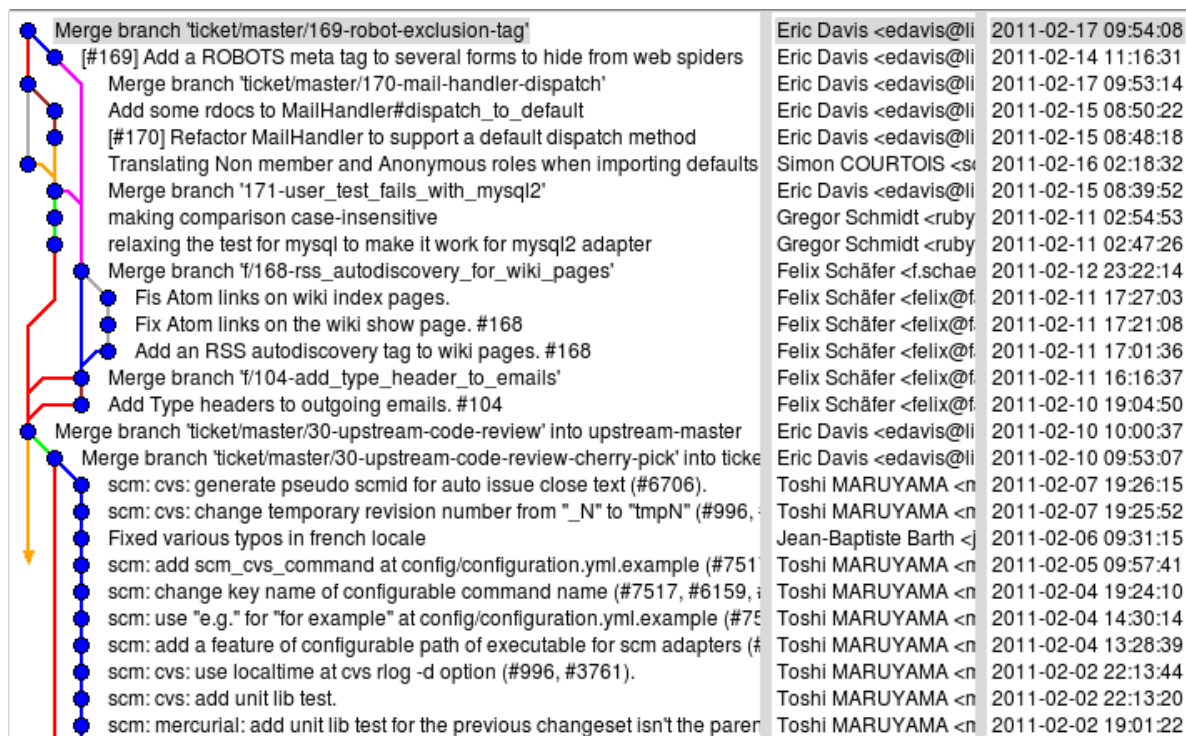 Merge branch 'ticket/master/169-robot-exclusion-tag' Eric Davis <edavis@li 2011-02-17 09:54:08
[#169] Add a ROBOTS meta tag to several forms to hide from web spiders Eric Davis <edavis@li 2011-02-14 11:16:31
Merge branch 'ticket/master/170-mail-handler-dispatch' Eric Davis <edavis@li 2011-02-17 09:53:14
Add some rdocs to MailHandler#dispatch_to_default Eric Davis <edavis@li 2011-02-15 08:50:22
[#170] Refactor MailHandler to support a default dispatch method Eric Davis <edavis@li 2011-02-15 08:48:18
Translating Non member and Anonymous roles when importing defaults Simon COURTOIS <sc 2011-02-16 02:18:32
Merge branch '171-user_test_fails_with_mysql2' Eric Davis <edavis@li 2011-02-15 08:39:52
making comparison case-insensitive Gregor Schmidt <ruby 2011-02-11 02:54:53
relaxing the test for mysql to make it work for mysql2 adapter Gregor Schmidt <ruby 2011-02-11 02:47:26
Merge branch 'f/168-rss_autodiscovery_for_wiki_pages' Felix Schäfer <f.schae 2011-02-12 23:22:14
Fis Atom links on wiki index pages. Felix Schäfer <felix@f 2011-02-11 17:27:03
Fix Atom links on the wiki show page. #168 Felix Schäfer <felix@f 2011-02-11 17:21:08
Add an RSS autodiscovery tag to wiki pages. #168 Felix Schäfer <felix@f 2011-02-11 17:01:36
Merge branch 'f/104-add_type_header_to_emails' Felix Schäfer <felix@f 2011-02-11 16:16:37
Add Type headers to outgoing emails. #104 Felix Schäfer <felix@f 2011-02-10 19:04:50
Merge branch 'ticket/master/30-upstream-code-review' into upstream-master Eric Davis <edavis@li 2011-02-10 10:00:37
Merge branch 'ticket/master/30-upstream-code-review-cherry-pick' into ticke Eric Davis <edavis@li 2011-02-10 09:53:07
scm: cvs: generate pseudo scmid for auto issue close text (#6706). Toshi MARUYAMA <m 2011-02-07 19:26:15
scm: cvs: change temporary revision number from "_N" to "tmpN" (#996, Toshi MARUYAMA <m 2011-02-07 19:25:52
Fixed various typos in french locale Jean-Baptiste Barth <j 2011-02-06 09:31:15
scm: add scm_cvs_command at config/configuration.yml.example (#751 Toshi MARUYAMA <m 2011-02-05 09:57:41
scm: change key name of configurable command name (#7517, #6159, Toshi MARUYAMA <m 2011-02-04 19:24:10
scm: use "e.g." for "for example" at config/configuration.yml.example (#75 Toshi MARUYAMA <m 2011-02-04 14:30:14
scm: add a feature of configurable path of executable for scm adapters (# Toshi MARUYAMA <m 2011-02-04 13:28:39
scm: cvs: use localtime at cvs rlog -d option (#996, #3761). Toshi MARUYAMA <m 2011-02-02 22:13:44
scm: cvs: add unit lib test. Toshi MARUYAMA <m 2011-02-02 22:13:20
scm: mercurial: add unit lib test for the previous changeset isn't the paren Toshi MARUYAMA <m 2011-02-02 19:01:22